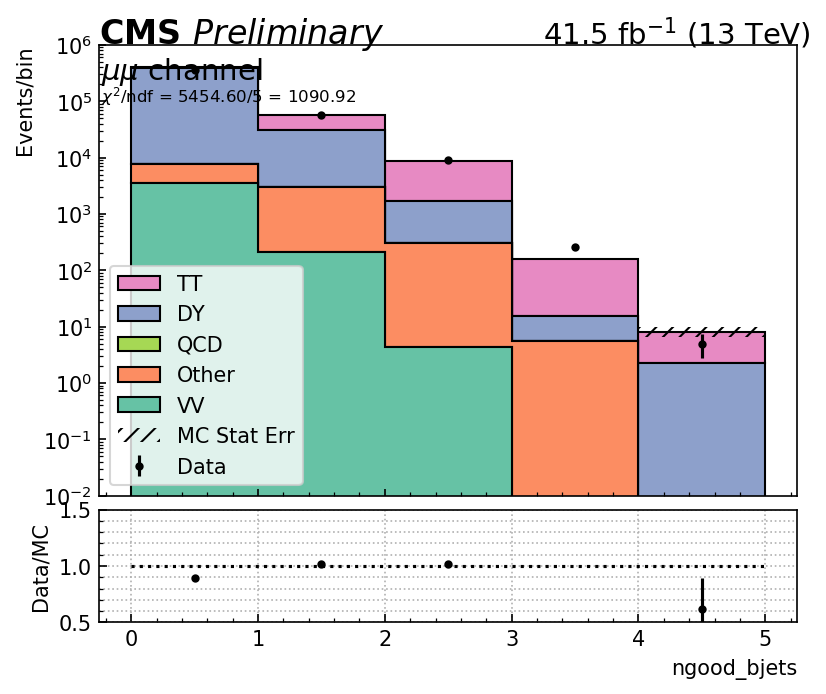 CMS Preliminary 41.5 fb⁻¹ (13 TeV)
μμ channel
χ²/ndf = 5454.60/5 = 1090.92
Events/bin
10⁶
10⁵
10⁴
10³
10²
10¹
10⁰
10⁻¹
10⁻²
TT
DY
QCD
Other
VV
MC Stat Err
Data
Data/MC
1.5
1.0
0.5
0 1 2 3 4 5
ngood_bjets